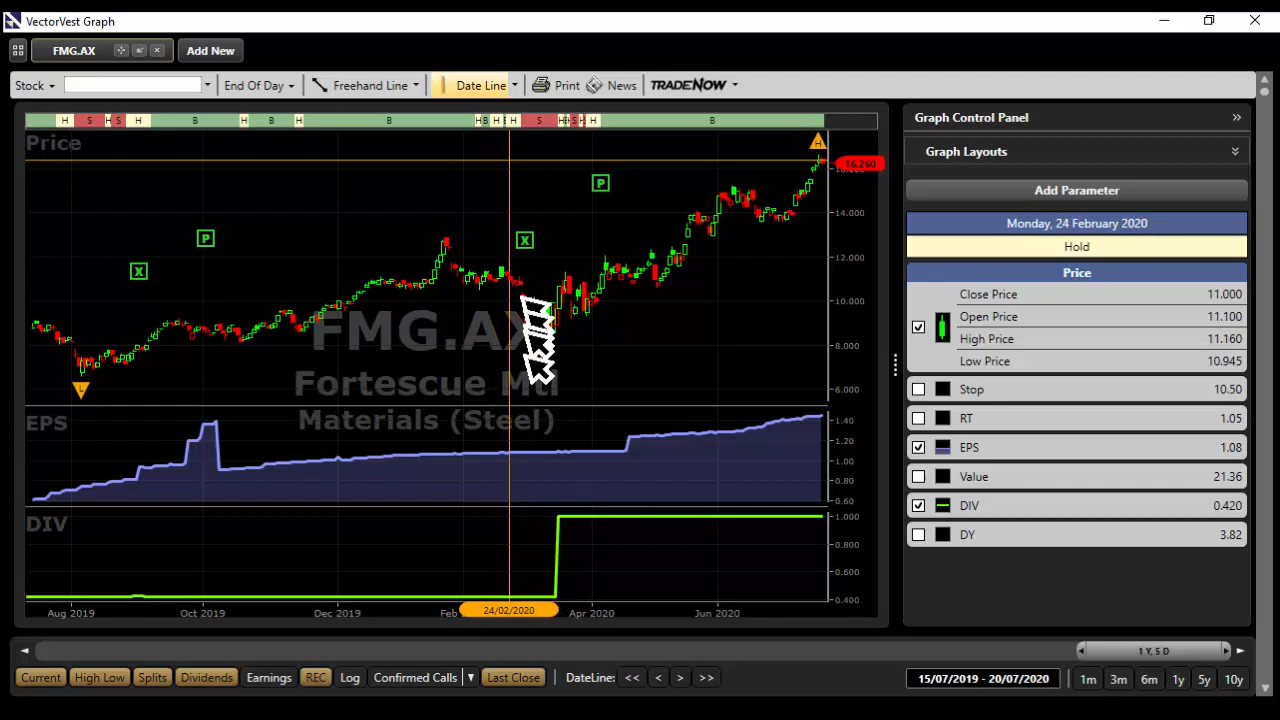 VectorVest Graph
FMG.AX
Add New
Stock
End Of Day
Freehand Line
Date Line
Print
News
TRADENOW
H S H S H B H B H B H B H H S H S H B
Price
H
16.260
14.000
12.000
10.000
8.000
6.000
X
P
X
P
L
FMG.AX
Fortescue Mtl
Materials (Steel)
EPS
1.40
1.20
1.00
0.80
0.60
DIV
1.000
0.800
0.600
0.400
Aug 2019
Oct 2019
Dec 2019
Feb
24/02/2020
Apr 2020
Jun 2020
Graph Control Panel
Graph Layouts
Add Parameter
Monday, 24 February 2020
Hold
Price
Close Price 11.000
Open Price 11.100
High Price 11.160
Low Price 10.945
Stop 10.50
RT 1.05
EPS 1.08
Value 21.36
DIV 0.420
DY 3.82
1 Y, 5 D
Current
High Low
Splits
Dividends
Earnings
REC
Log
Confirmed Calls
Last Close
DateLine:
<<
<
>
>>
15/07/2019 - 20/07/2020
1m
3m
6m
1y
5y
10y